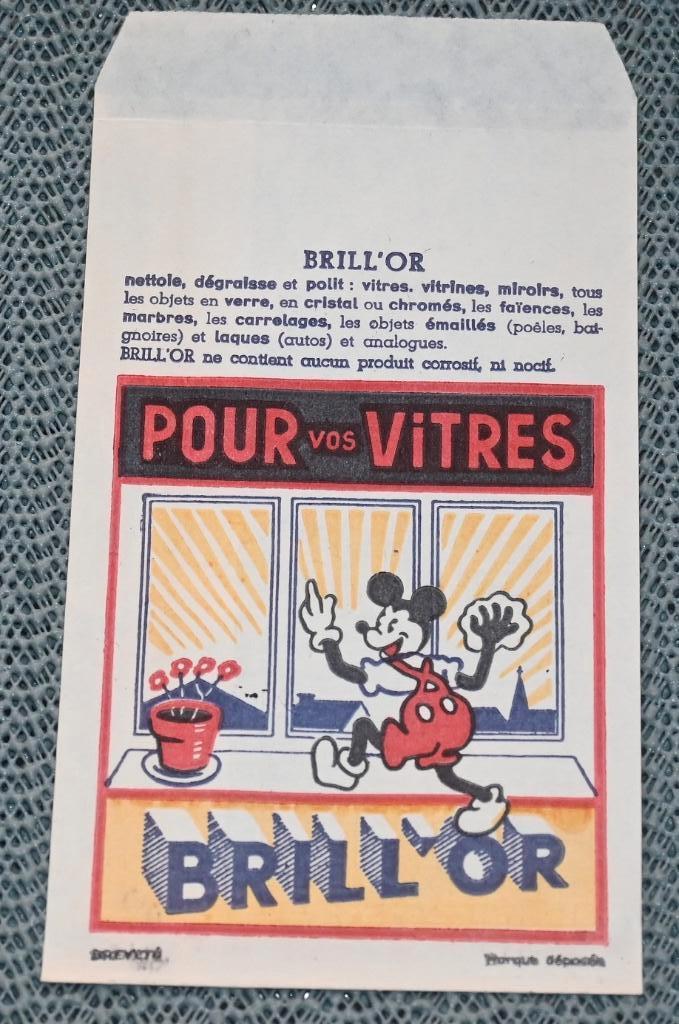 BRILL'OR
nettoie, dégraisse et polit : vitres. vitrines, miroirs, tous
les objets en verre, en cristal ou chromés, les faïences, les
marbres, les carrelages, les objets émaillés (poêles, bai-
gnoires) et laques (autos) et analogues.
BRILL'OR ne contient aucun produit corrosif, ni nocif.
POUR VOS ViTRES
BRILL'OR
BREVETÉ Marque déposée